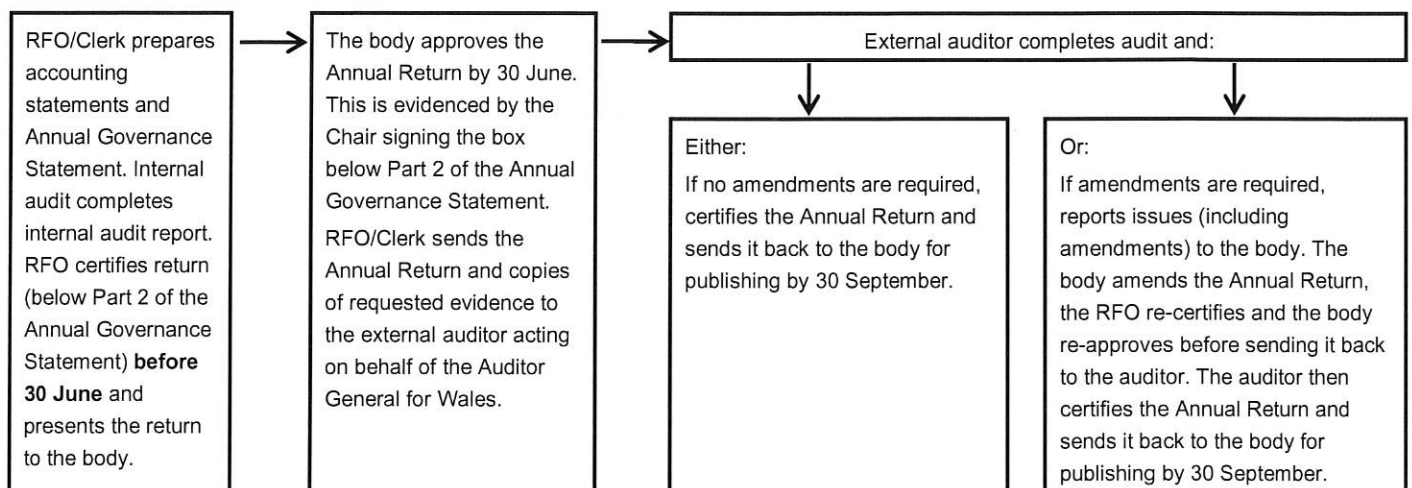 RFO/Clerk prepares
accounting
statements and
Annual Governance
Statement. Internal
audit completes
internal audit report.
RFO certifies return
(below Part 2 of the
Annual Governance
Statement) before
30 June and
presents the return
to the body.
The body approves the
Annual Return by 30 June.
This is evidenced by the
Chair signing the box
below Part 2 of the Annual
Governance Statement.
RFO/Clerk sends the
Annual Return and copies
of requested evidence to
the external auditor acting
on behalf of the Auditor
General for Wales.
External auditor completes audit and:
Either:
If no amendments are required,
certifies the Annual Return and
sends it back to the body for
publishing by 30 September.
Or:
If amendments are required,
reports issues (including
amendments) to the body. The
body amends the Annual Return,
the RFO re-certifies and the body
re-approves before sending it back
to the auditor. The auditor then
certifies the Annual Return and
sends it back to the body for
publishing by 30 September.